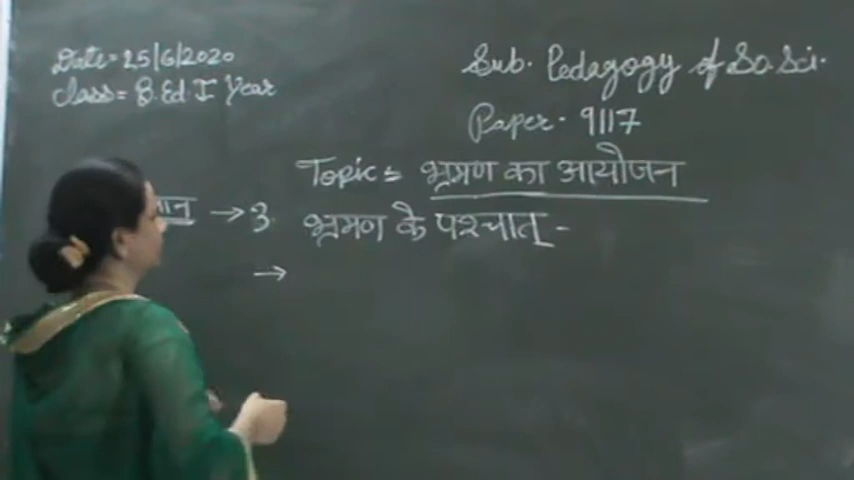 Date = 25/6/2020
Class = B.Ed. I Year
Sub. Pedagogy of So.Sci.
Paper - 9117
Topic = भ्रमण का आयोजन
→ 3. भ्रमण के पश्चात् -
→